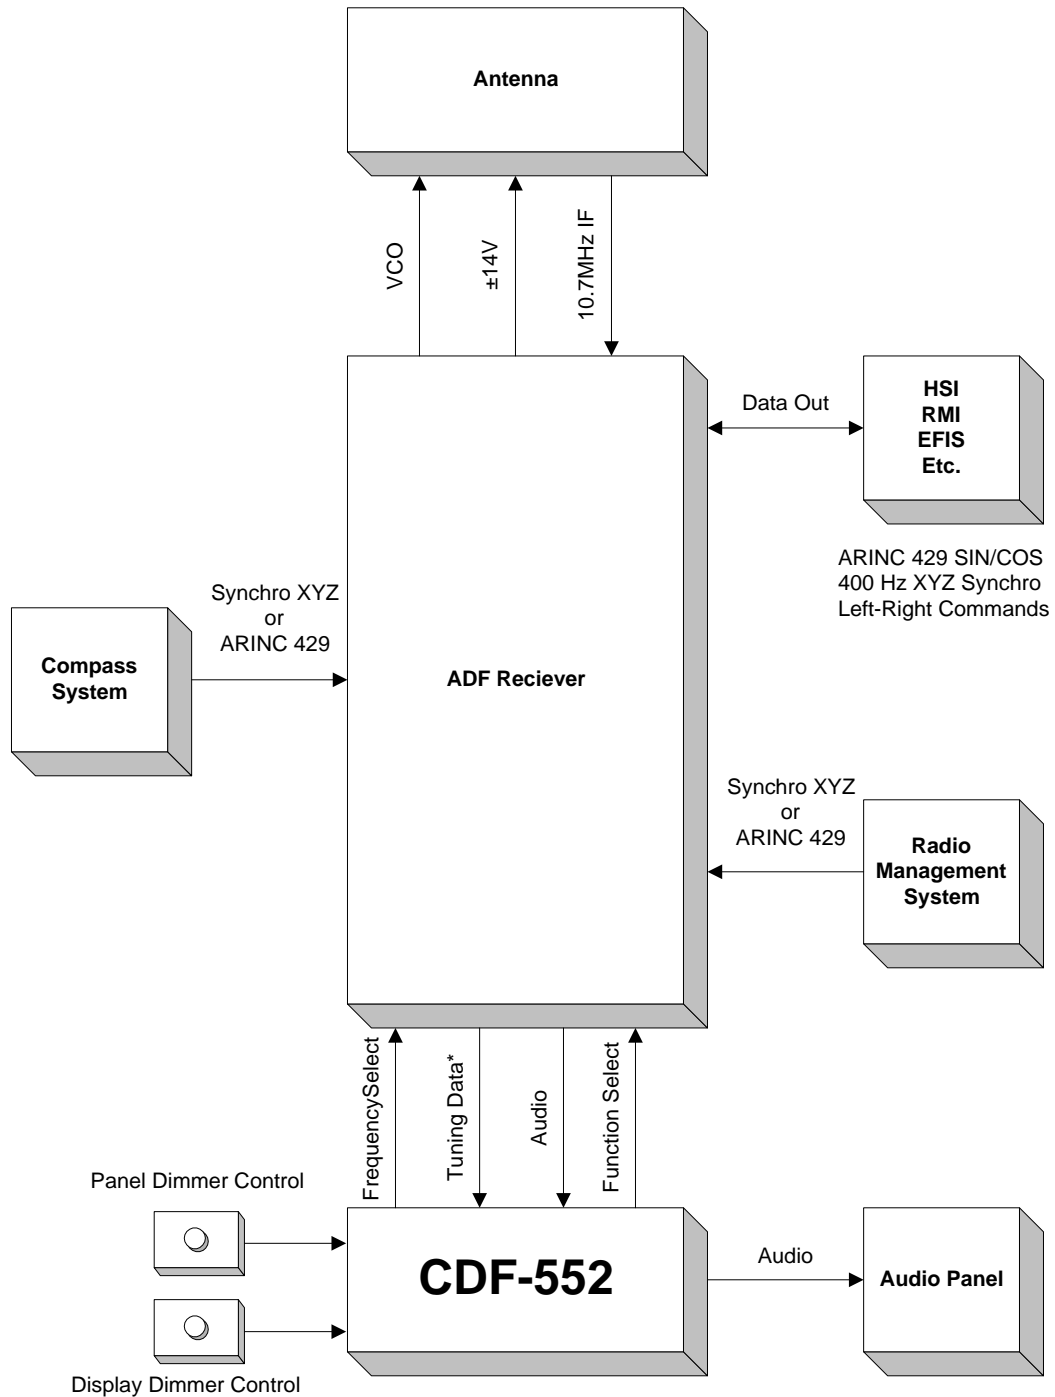 Antenna
VCO
±14V
10.7MHz IF
Data Out
HSI
RMI
EFIS
Etc.
ARINC 429 SIN/COS
400 Hz XYZ Synchro
Left-Right Commands
Synchro XYZ
or
ARINC 429
Compass
System
ADF Reciever
Synchro XYZ
or
ARINC 429
Radio
Management
System
FrequencySelect
Tuning Data*
Audio
Function Select
Panel Dimmer Control
CDF-552
Audio
Audio Panel
Display Dimmer Control